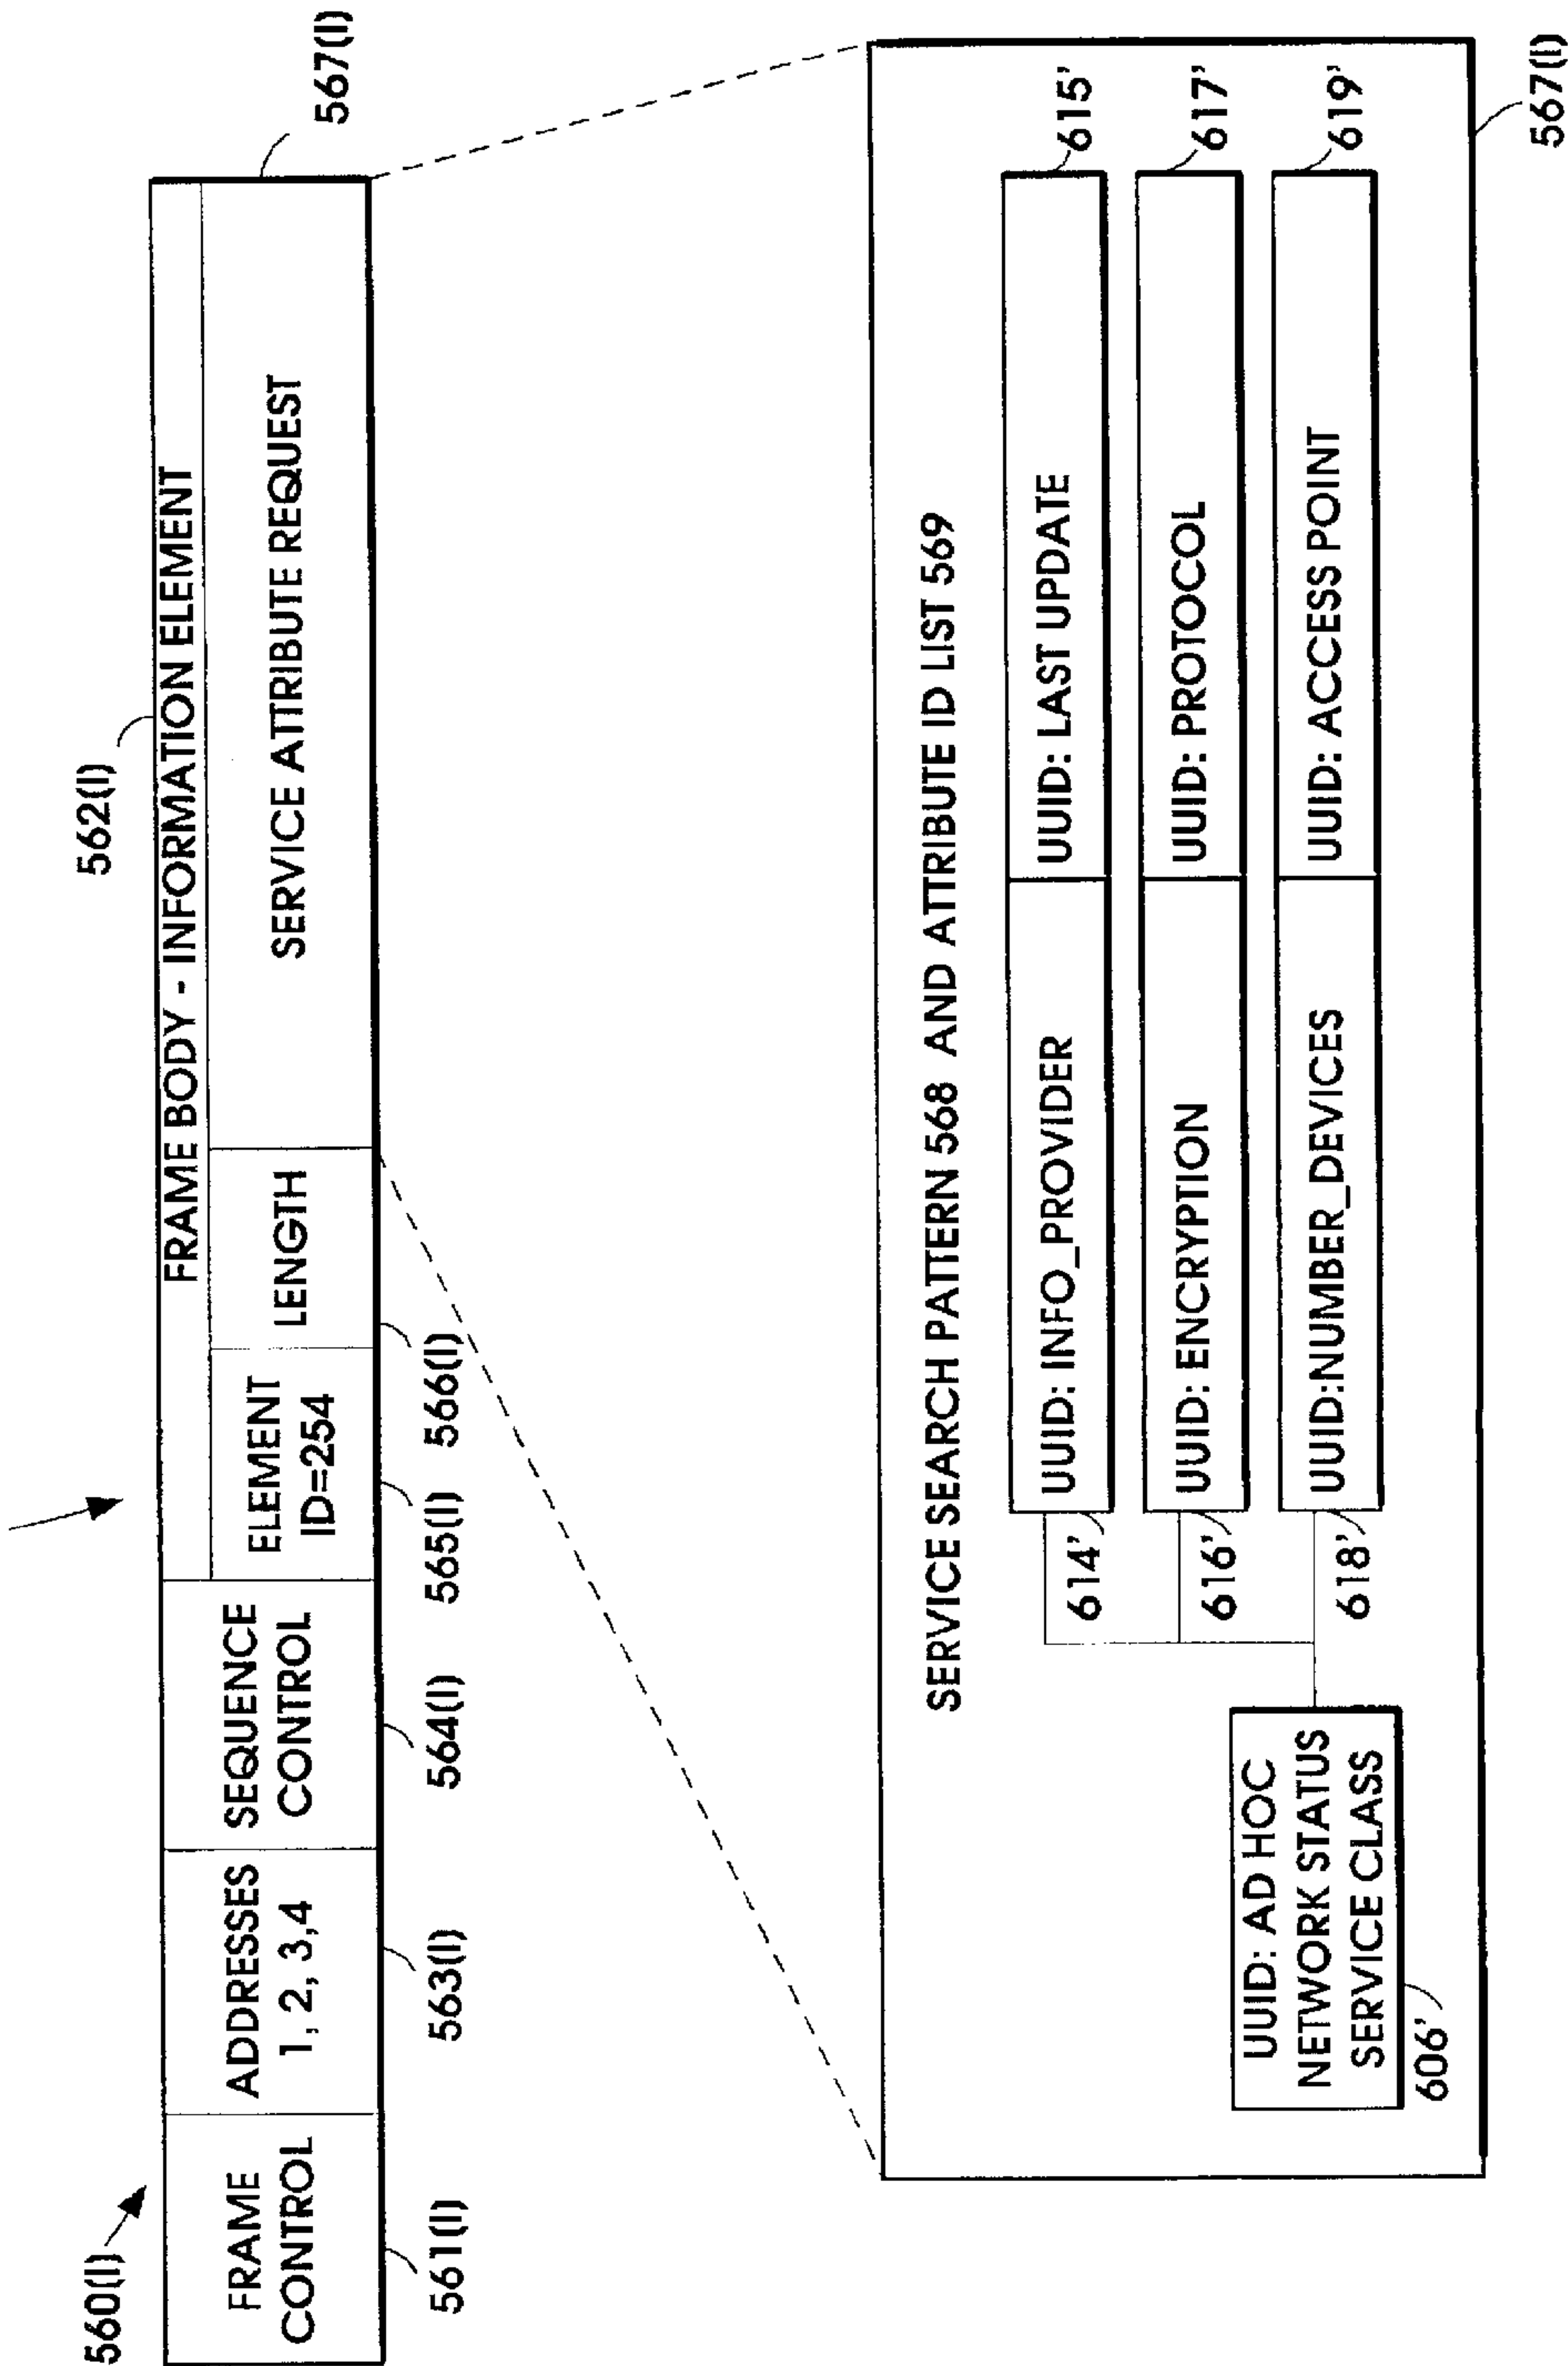 560(I)
562(I)
FRAME BODY - INFORMATION ELEMENT
FRAME
CONTROL
ADDRESSES
1, 2, 3,4
SEQUENCE
CONTROL
ELEMENT
ID=254
LENGTH
SERVICE ATTRIBUTE REQUEST
561(I)
563(I)
564(I)
565(I)
566(I)
567(I)
SERVICE SEARCH PATTERN 568 AND ATTRIBUTE ID LIST 569
UUID: INFO_PROVIDER
UUID: LAST UPDATE
614'
615'
UUID: ENCRYPTION
UUID: PROTOCOL
616'
617'
UUID:NUMBER_DEVICES
UUID: ACCESS POINT
618'
619'
UUID: AD HOC
NETWORK STATUS
SERVICE CLASS
606'
567(I)